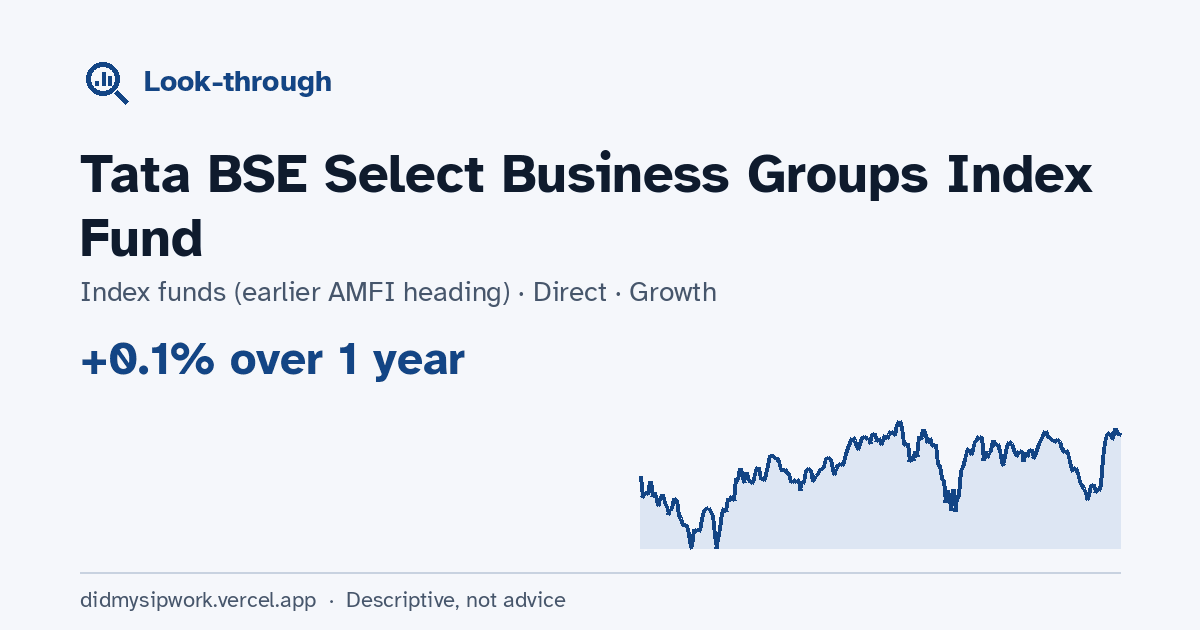 Look-through
Tata BSE Select Business Groups Index
Fund
Index funds (earlier AMFI heading) · Direct · Growth
+0.1% over 1 year
didmysipwork.vercel.app · Descriptive, not advice